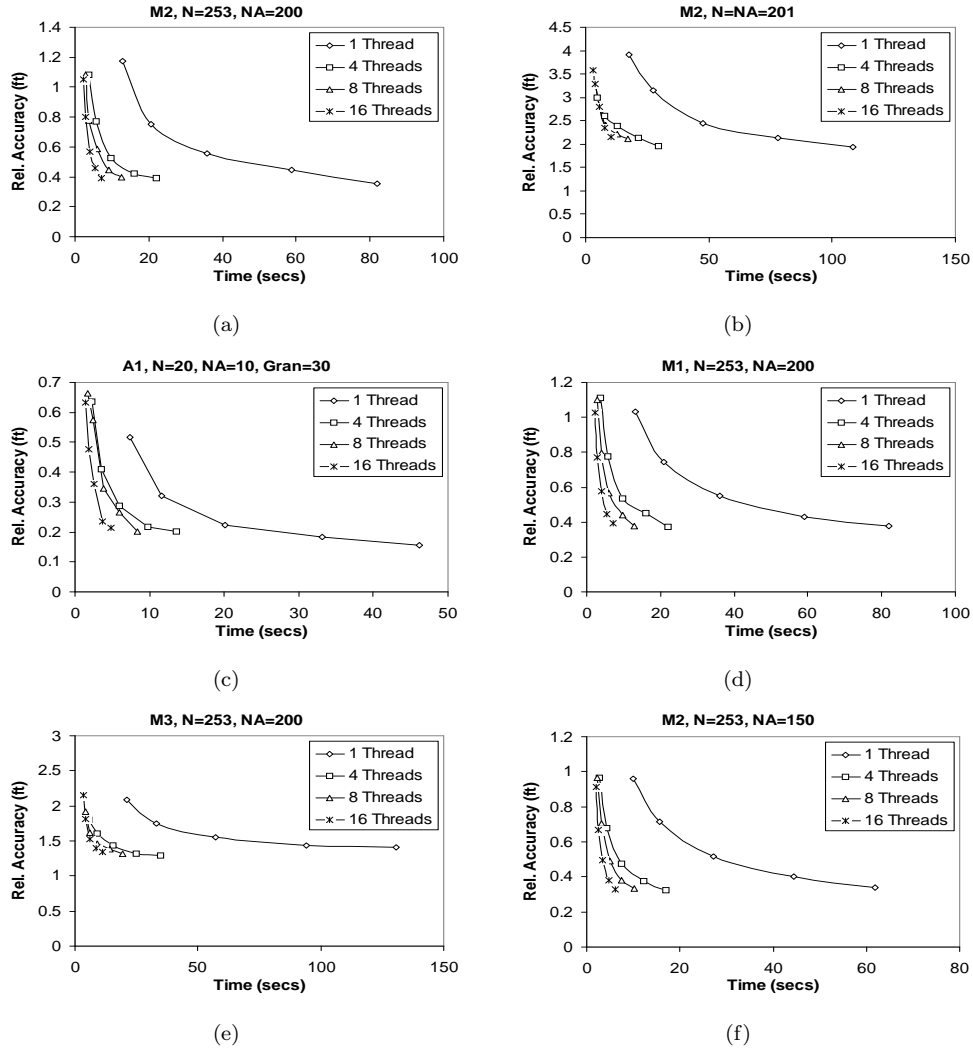 M2, N=253, NA=200
Rel. Accuracy (ft)
1.4
1.2
1
0.8
0.6
0.4
0.2
0
0 20 40 60 80 100
Time (secs)
1 Thread
4 Threads
8 Threads
16 Threads
(a)
M2, N=NA=201
Rel. Accuracy (ft)
4.5
4
3.5
3
2.5
2
1.5
1
0.5
0
0 50 100 150
Time (secs)
1 Thread
4 Threads
8 Threads
16 Threads
(b)
A1, N=20, NA=10, Gran=30
Rel. Accuracy (ft)
0.7
0.6
0.5
0.4
0.3
0.2
0.1
0
0 10 20 30 40 50
Time (secs)
1 Thread
4 Threads
8 Threads
16 Threads
(c)
M1, N=253, NA=200
Rel. Accuracy (ft)
1.2
1
0.8
0.6
0.4
0.2
0
0 20 40 60 80 100
Time (secs)
1 Thread
4 Threads
8 Threads
16 Threads
(d)
M3, N=253, NA=200
Rel. Accuracy (ft)
3
2.5
2
1.5
1
0.5
0
0 50 100 150
Time (secs)
1 Thread
4 Threads
8 Threads
16 Threads
(e)
M2, N=253, NA=150
Rel. Accuracy (ft)
1.2
1
0.8
0.6
0.4
0.2
0
0 20 40 60 80
Time (secs)
1 Thread
4 Threads
8 Threads
16 Threads
(f)